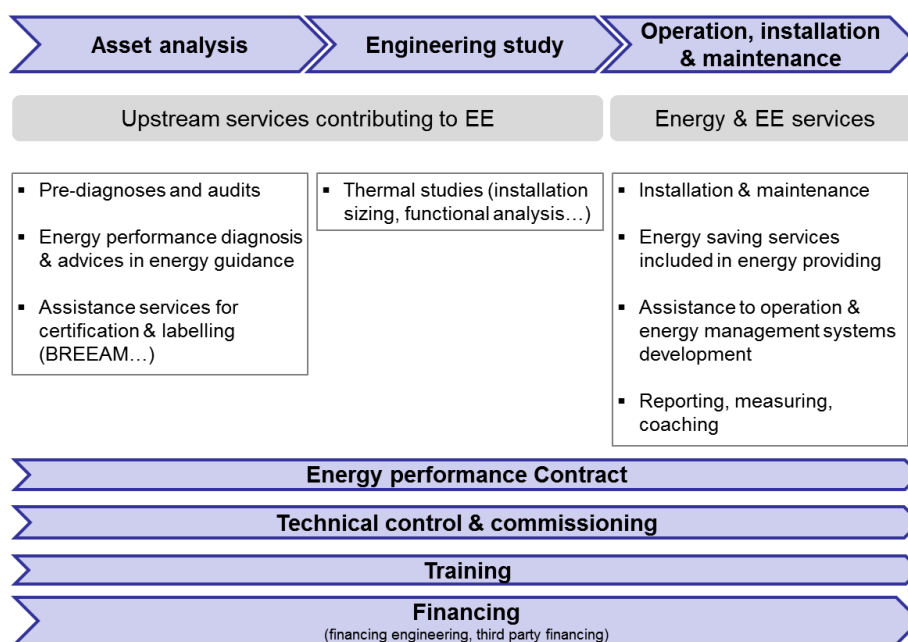 Asset analysis
Engineering study
Operation, installation
& maintenance
Upstream services contributing to EE
Energy & EE services
▪ Pre-diagnoses and audits
▪ Energy performance diagnosis
& advices in energy guidance
▪ Assistance services for
certification & labelling
(BREEAM…)
▪ Thermal studies (installation
sizing, functional analysis…)
▪ Installation & maintenance
▪ Energy saving services
included in energy providing
▪ Assistance to operation &
energy management systems
development
▪ Reporting, measuring,
coaching
Energy performance Contract
Technical control & commissioning
Training
Financing
(financing engineering, third party financing)